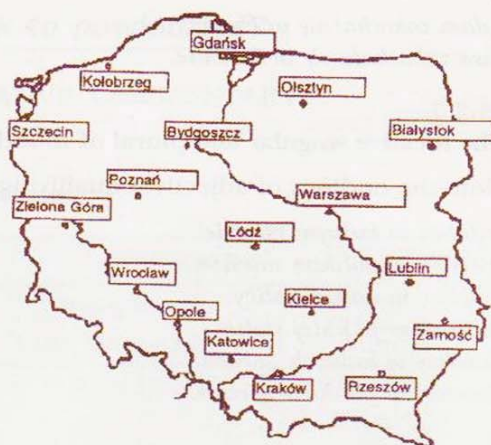 Gdańsk
Kołobrzeg
Olsztyn
Szczecin
Bydgoszcz
Białystok
Poznań
Warszawa
Zielona Góra
Łódź
Wrocław
Lublin
Opole
Kielce
Zamość
Katowice
Kraków
Rzeszów